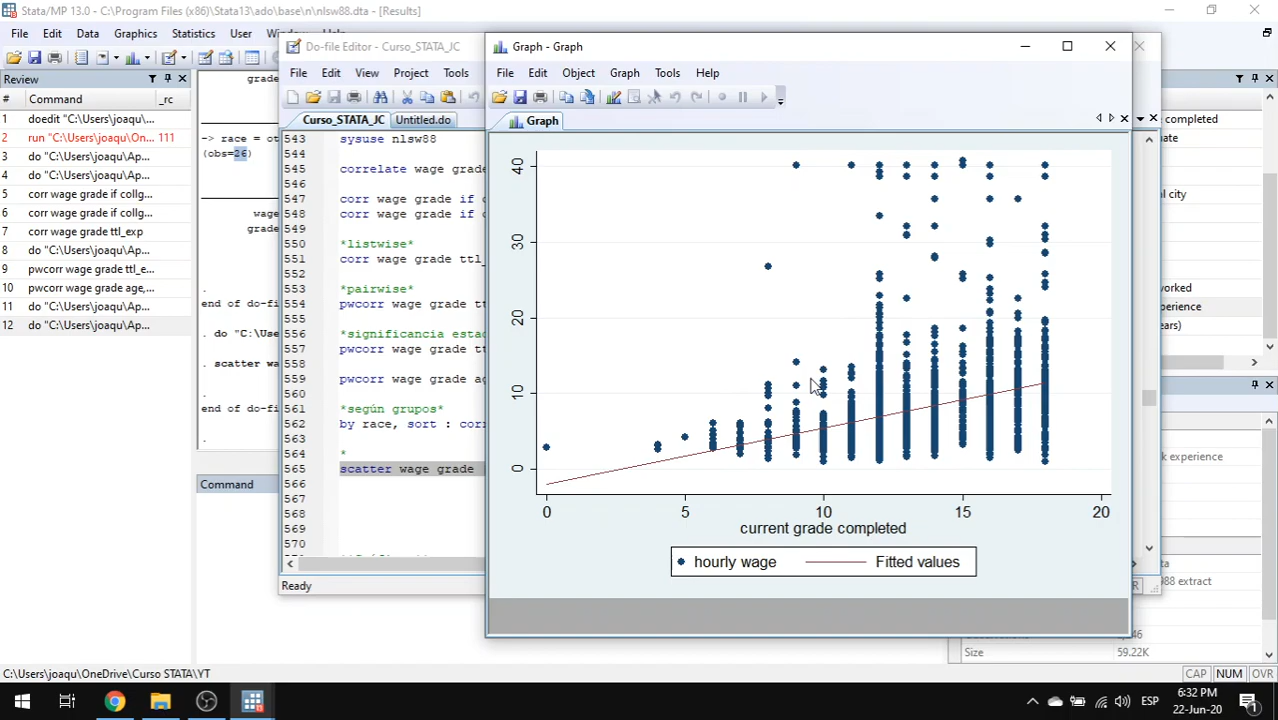 Stata/MP 13.0 - C:\Program Files (x86)\Stata13\ado\base\n\nlsw88.dta - [Results]
File Edit Data Graphics Statistics User
Review
# Command _rc
1 doedit "C:\Users\joaqu\O...
2 run "C:\Users\joaqu\On... 111
3 do "C:\Users\joaqu\Ap...
4 do "C:\Users\joaqu\Ap...
5 corr wage grade if collg...
6 corr wage grade if collg...
7 corr wage grade ttl_exp
8 do "C:\Users\joaqu\Ap...
9 pwcorr wage grade ttl_e...
10 pwcorr wage grade age,...
11 do "C:\Users\joaqu\Ap...
12 do "C:\Users\joaqu\Ap...
-> race = ot
(obs=26)
wage
grade
.
end of do-fi
. do "C:\Use
. scatter wa
.
end of do-fi
.
Command
Do-file Editor - Curso_STATA_JC
File Edit View Project Tools
Curso_STATA_JC Untitled.do
543 sysuse nlsw88
544
545 correlate wage grade
546
547 corr wage grade if c
548 corr wage grade if c
549
550 *listwise*
551 corr wage grade ttl_
552
553 *pairwise*
554 pwcorr wage grade tt
555
556 *significancia estad
557 pwcorr wage grade tt
558
559 pwcorr wage grade ag
560
561 *según grupos*
562 by race, sort : corr
563
564 *
565 scatter wage grade
566
567
568
569
570
Ready
Graph - Graph
File Edit Object Graph Tools Help
Graph
40
30
20
10
0
0 5 10 15 20
current grade completed
hourly wage Fitted values
completed
ate
al city
orked
perience
ears)
k experience
ta
988 extract
Size 59.22K
C:\Users\joaqu\OneDrive\Curso STATA\YT
CAP NUM OVR
ESP
6:32 PM
22-Jun-20